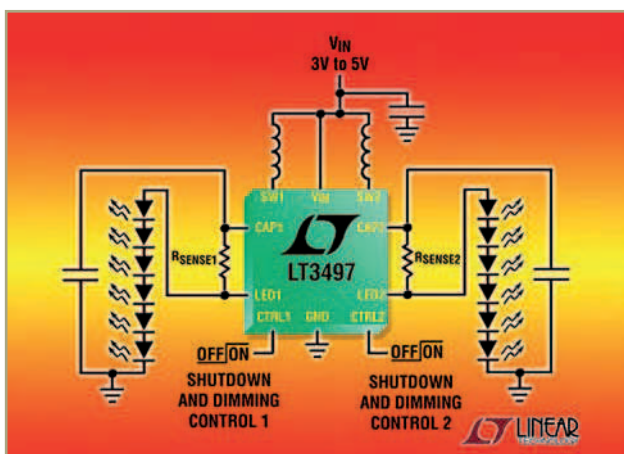 VIN
3V to 5V
SW1 VIN SW2
CAP1 CAP2
RSENSE1 RSENSE2
LT3497
LED1 LED2
CTRL1 GND CTRL2
OFF ON OFF ON
SHUTDOWN
AND DIMMING
CONTROL 1
SHUTDOWN
AND DIMMING
CONTROL 2
LINEAR
TECHNOLOGY